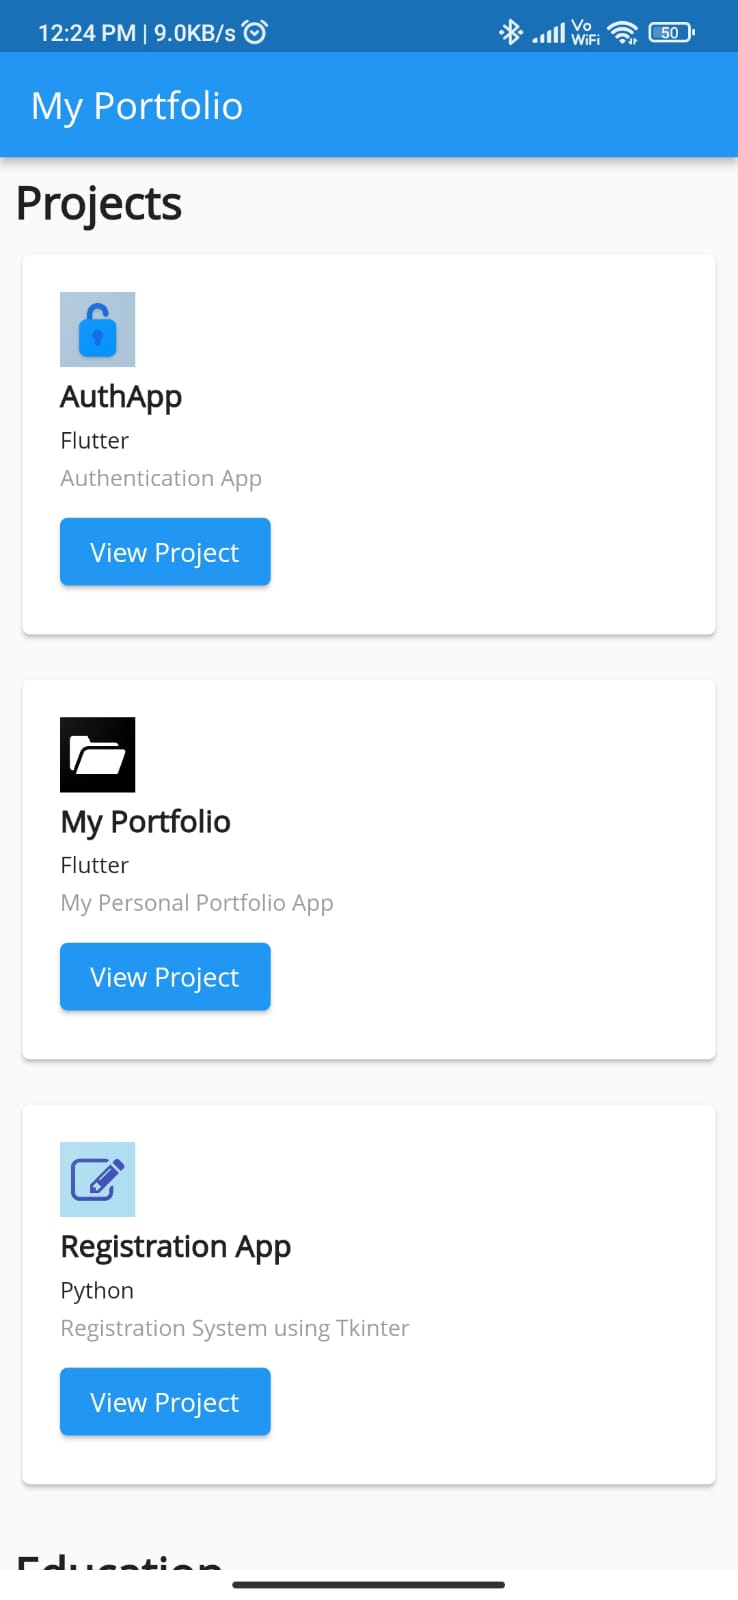 12:24 PM | 9.0KB/s
Vo
WiFi
50
My Portfolio
Projects
AuthApp
Flutter
Authentication App
View Project
My Portfolio
Flutter
My Personal Portfolio App
View Project
Registration App
Python
Registration System using Tkinter
View Project
Education